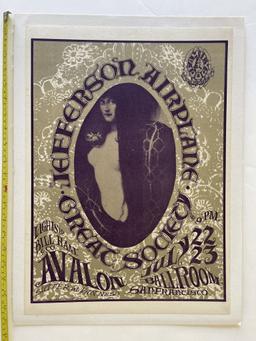 JEFFERSON AIRPLANE
GREAT SOCIETY
9 PM
LIGHTS
BILL HAM
JULY 22 23
AVALON BALLROOM
SAN FRANCISCO